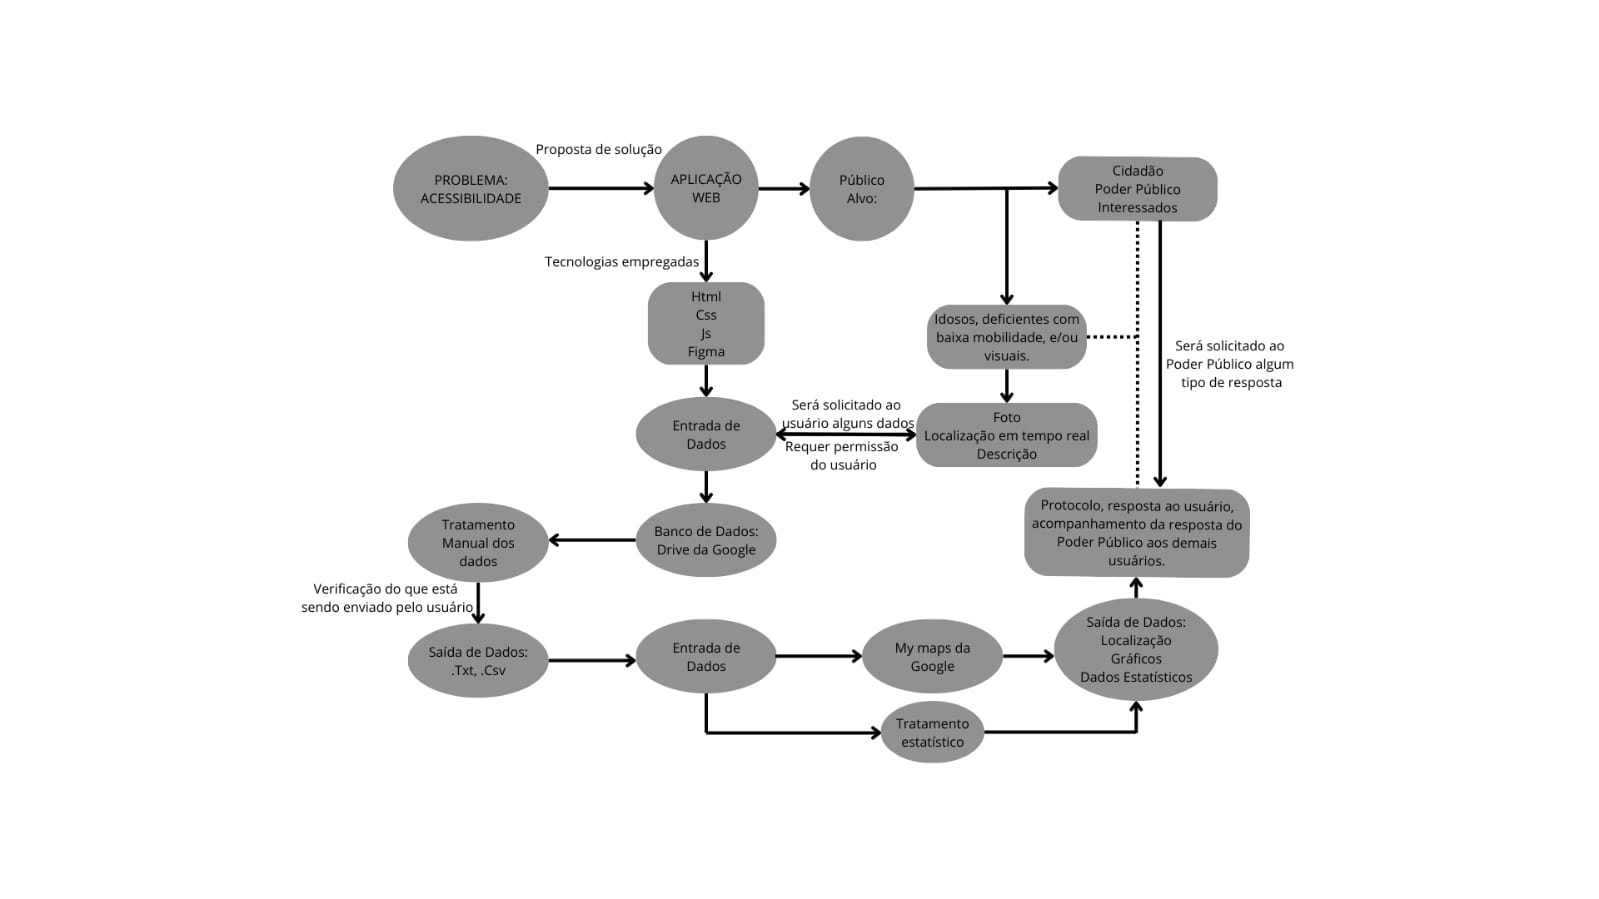 Proposta de solução
PROBLEMA:
ACESSIBILIDADE
APLICAÇÃO
WEB
Público
Alvo:
Cidadão
Poder Público
Interessados
Tecnologias empregadas
Html
Css
Js
Figma
Idosos, deficientes com
baixa mobilidade, e/ou
visuais.
Será solicitado ao
Poder Público algum
tipo de resposta
Entrada de
Dados
Será solicitado ao
usuário alguns dados
Requer permissão
do usuário
Foto
Localização em tempo real
Descrição
Tratamento
Manual dos
dados
Banco de Dados:
Drive da Google
Protocolo, resposta ao usuário,
acompanhamento da resposta do
Poder Público aos demais
usuários.
Verificação do que está
sendo enviado pelo usuário
Saída de Dados:
.Txt, .Csv
Entrada de
Dados
My maps da
Google
Saída de Dados:
Localização
Gráficos
Dados Estatísticos
Tratamento
estatístico